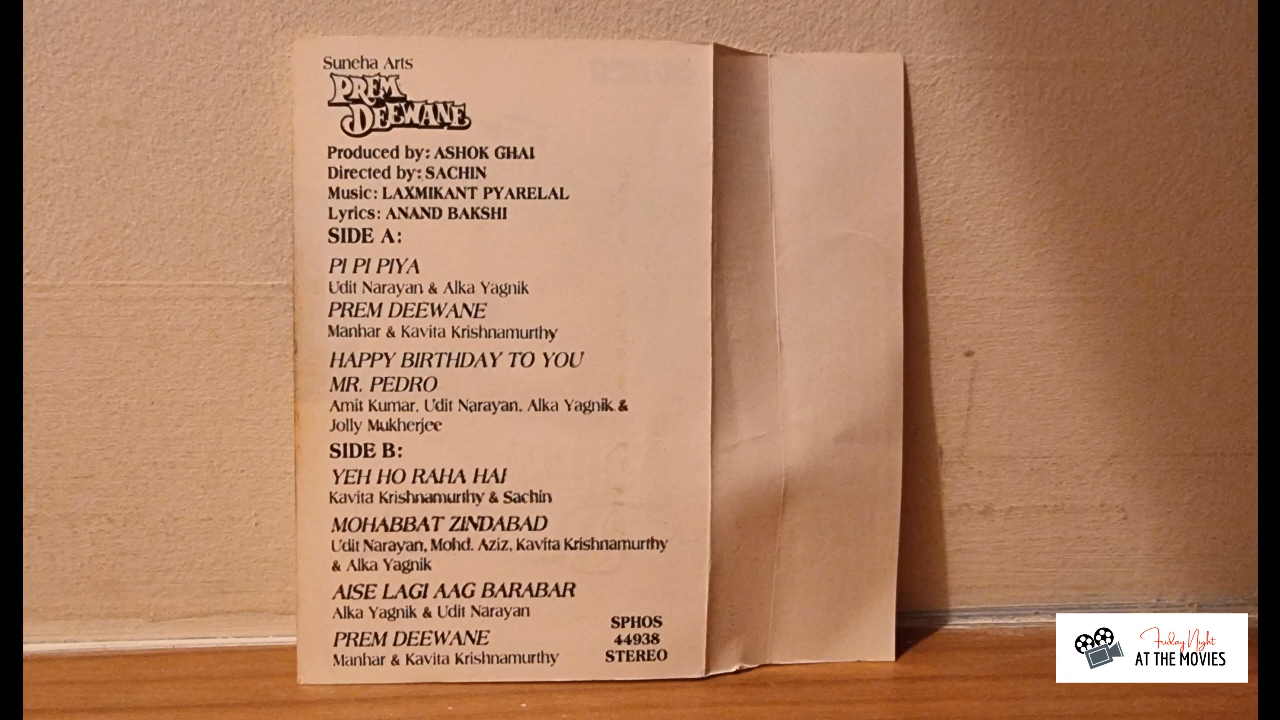 Suneha Arts
PREM
DEEWANE
Produced by: ASHOK GHAI
Directed by: SACHIN
Music: LAXMIKANT PYARELAL
Lyrics: ANAND BAKSHI
SIDE A:
PI PI PIYA
Udit Narayan & Alka Yagnik
PREM DEEWANE
Manhar & Kavita Krishnamurthy
HAPPY BIRTHDAY TO YOU
MR. PEDRO
Amit Kumar, Udit Narayan, Alka Yagnik &
Jolly Mukherjee
SIDE B:
YEH HO RAHA HAI
Kavita Krishnamurthy & Sachin
MOHABBAT ZINDABAD
Udit Narayan, Mohd. Aziz, Kavita Krishnamurthy
& Alka Yagnik
AISE LAGI AAG BARABAR
Alka Yagnik & Udit Narayan
PREM DEEWANE
Manhar & Kavita Krishnamurthy
SPHOS
44938
STEREO
Friday Night
AT THE MOVIES